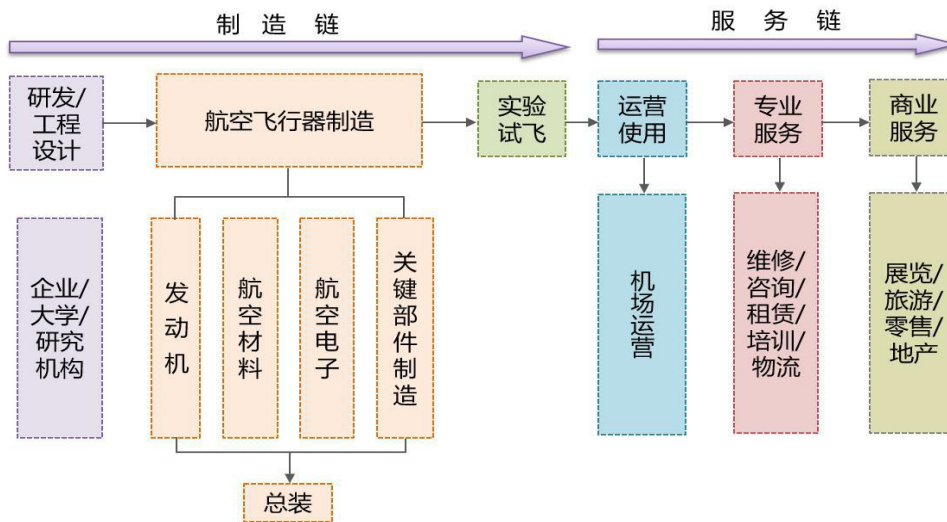 制造链
服务链
研发/
工程
设计
航空飞行器制造
实验
试飞
运营
使用
专业
服务
商业
服务
企业/
大学/
研究
机构
发动机
航空材料
航空电子
关键部件制造
机场运营
维修/
咨询/
租赁/
培训/
物流
展览/
旅游/
零售/
地产
总装